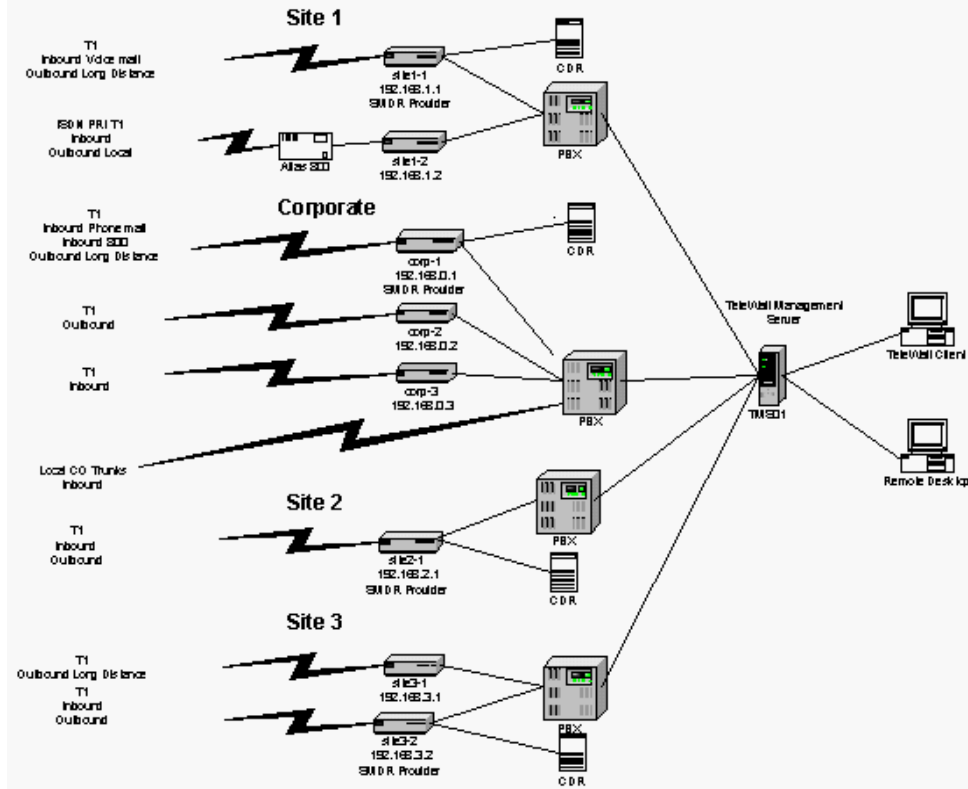 Site 1
T1
Inbound Voice mail
Outbound Long Distance
site1-1
192.168.1.1
SMDR Provider
CDR
ISDN PRI T1
Inbound
Outbound Local
Atlas 800
site1-2
192.168.1.2
PBX
Corporate
T1
Inbound Phone mail
Inbound 800
Outbound Long Distance
corp-1
192.168.0.1
SMDR Provider
CDR
T1
Outbound
corp-2
192.168.0.2
T1
Inbound
corp-3
192.168.0.3
PBX
TeleWall Management
Server
TMS01
TeleWall Client
Remote Desktop
Local CO Trunks
Inbound
Site 2
T1
Inbound
Outbound
site2-1
192.168.2.1
SMDR Provider
PBX
CDR
Site 3
T1
Outbound Long Distance
T1
Inbound
Outbound
site3-1
192.168.3.1
site3-2
192.168.3.2
SMDR Provider
PBX
CDR